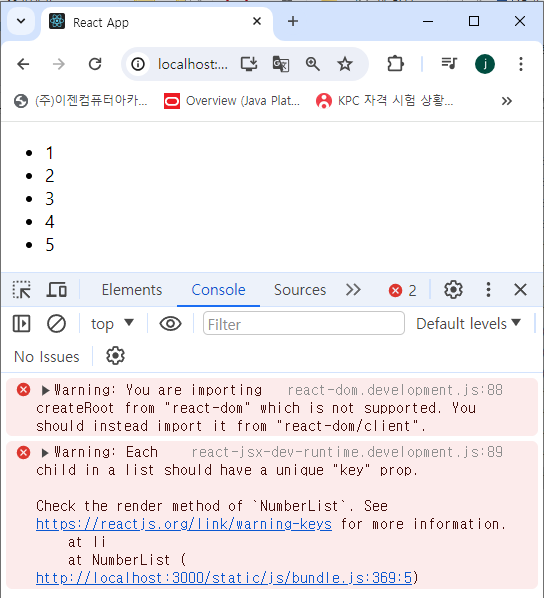 React App
localhost:...
j
(주)이젠컴퓨터아카...
Overview (Java Plat...
KPC 자격 시험 상황...
1
2
3
4
5
Elements
Console
Sources
2
top
Filter
Default levels
No Issues
Warning: You are importing react-dom.development.js:88
createRoot from "react-dom" which is not supported. You
should instead import it from "react-dom/client".
Warning: Each react-jsx-dev-runtime.development.js:89
child in a list should have a unique "key" prop.
Check the render method of `NumberList`. See
https://reactjs.org/link/warning-keys for more information.
at li
at NumberList (
http://localhost:3000/static/js/bundle.js:369:5)